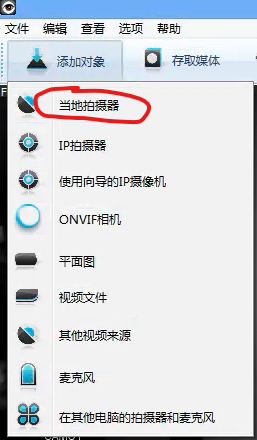 文件 编辑 查看 选项 帮助
添加对象 存取媒体
当地拍摄器
IP拍摄器
使用向导的IP摄像机
ONVIF相机
平面图
视频文件
其他视频来源
麦克风
在其他电脑的拍摄器和麦克风